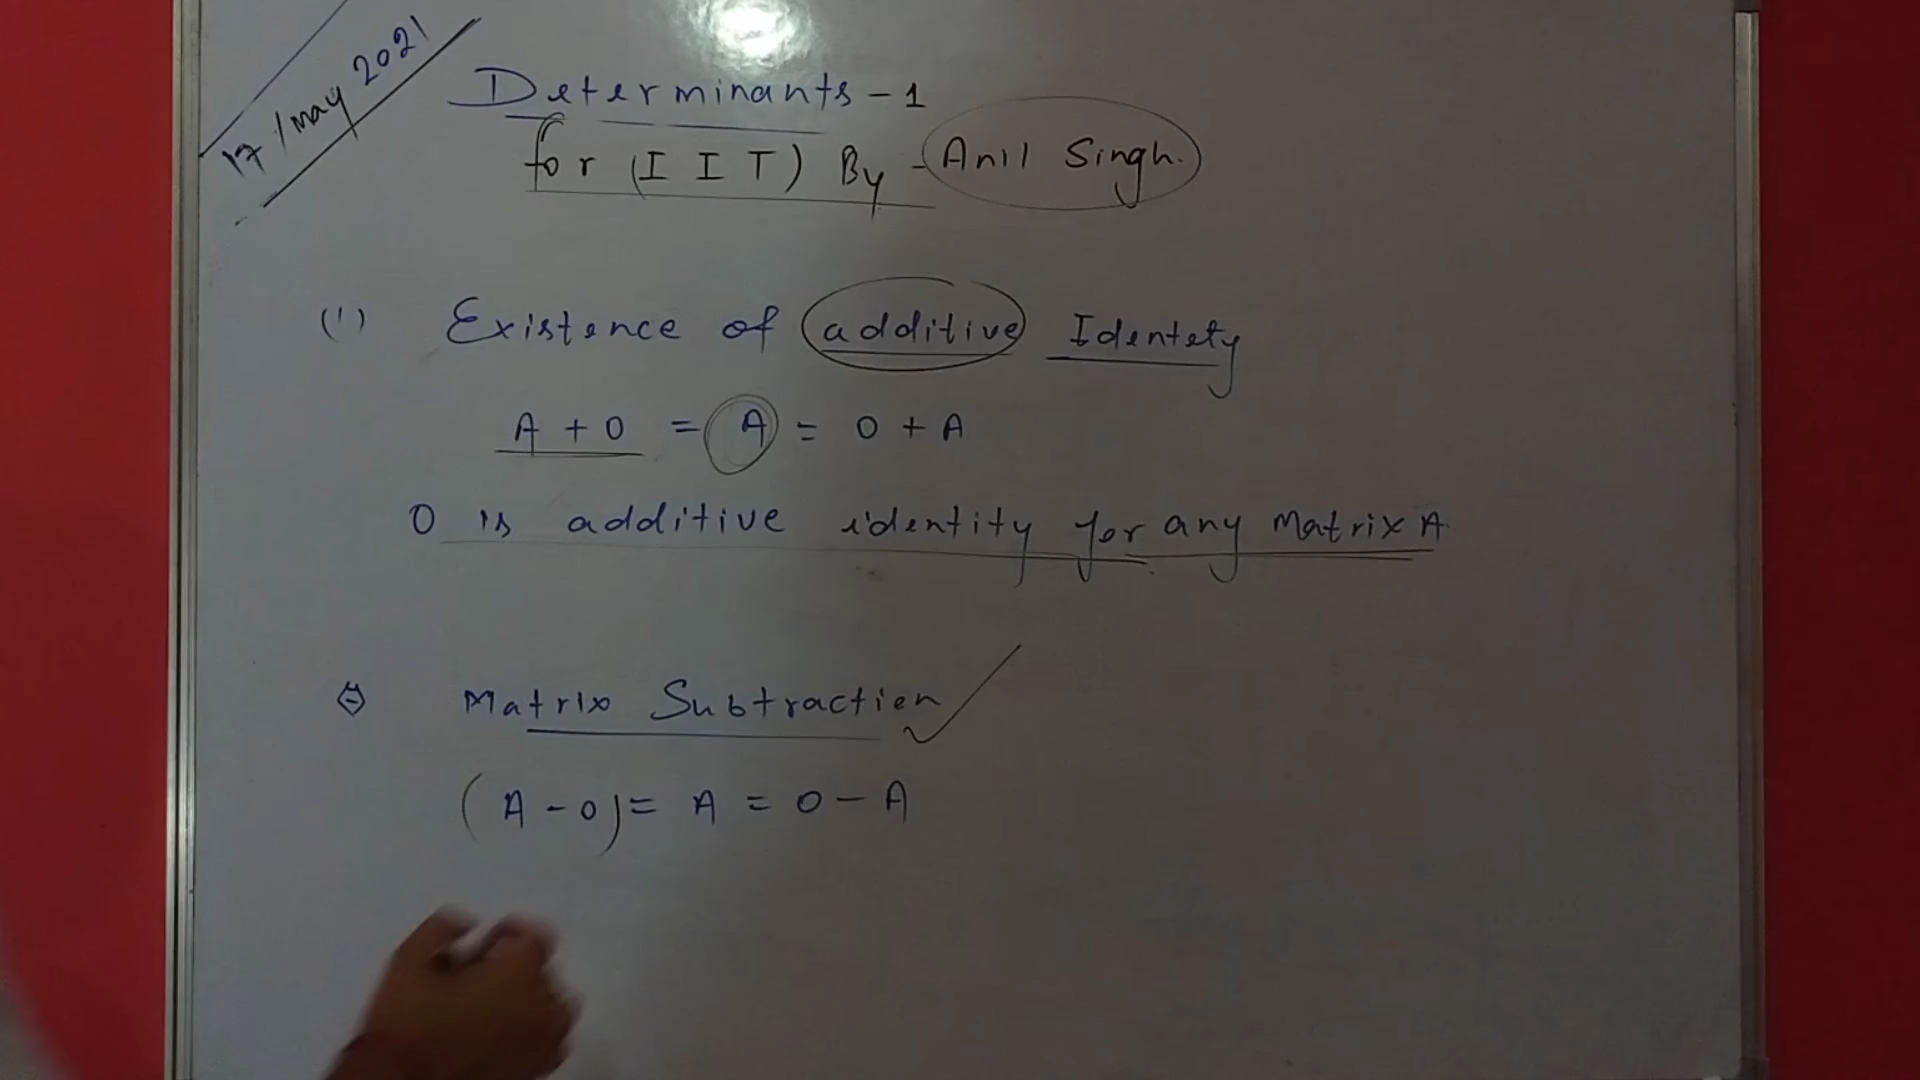 17/May 2021
Determinants-1
for (IIT) By - Anil Singh.
(1) Existence of additive Identety
A + 0 = A = 0 + A
0 is additive identity for any Matrix A.
Matrix Subtraction
(A - 0) = A = 0 - A